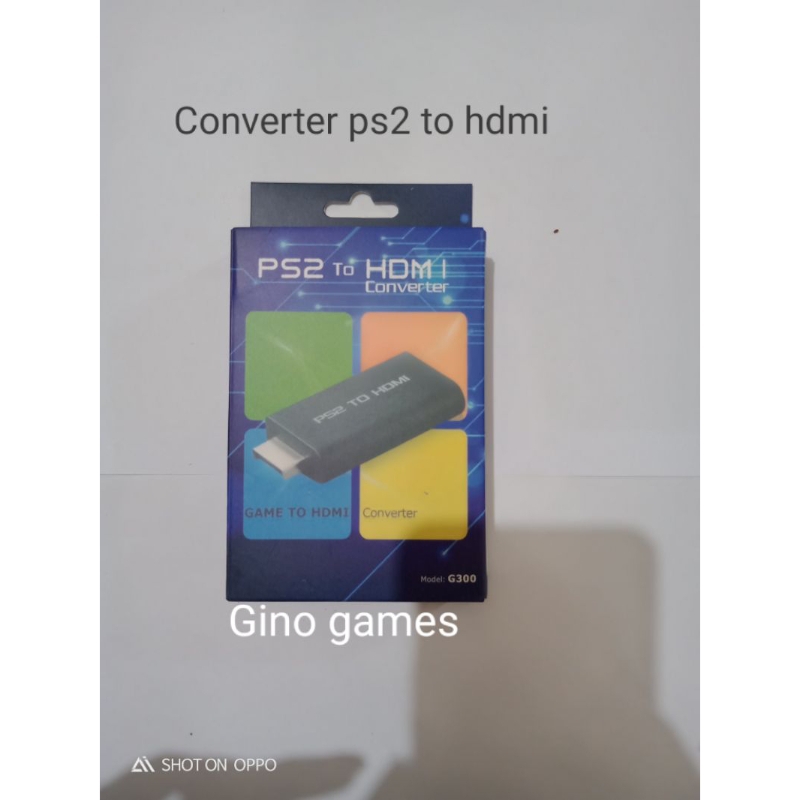 Converter ps2 to hdmi
PS2 To HDMI
Converter
PS2 TO HDMI
GAME TO HDMI Converter
Model: G300
Gino games
SHOT ON OPPO